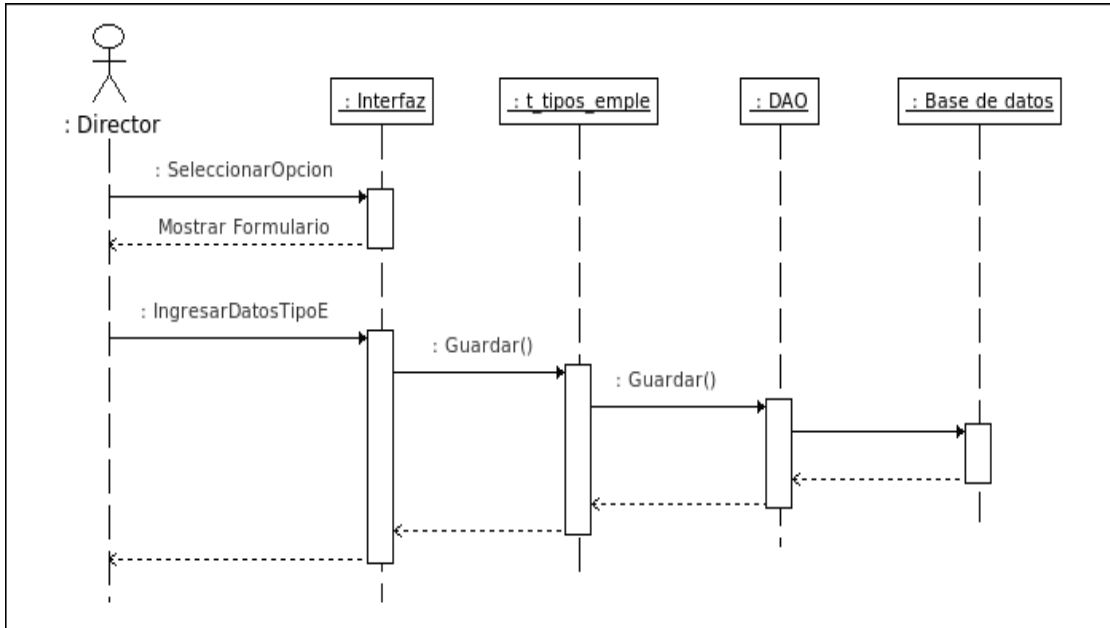 : Director
: Interfaz
: t_tipos_emple
: DAO
: Base de datos
: SeleccionarOpcion
Mostrar Formulario
: IngresarDatosTipoE
: Guardar()
: Guardar()